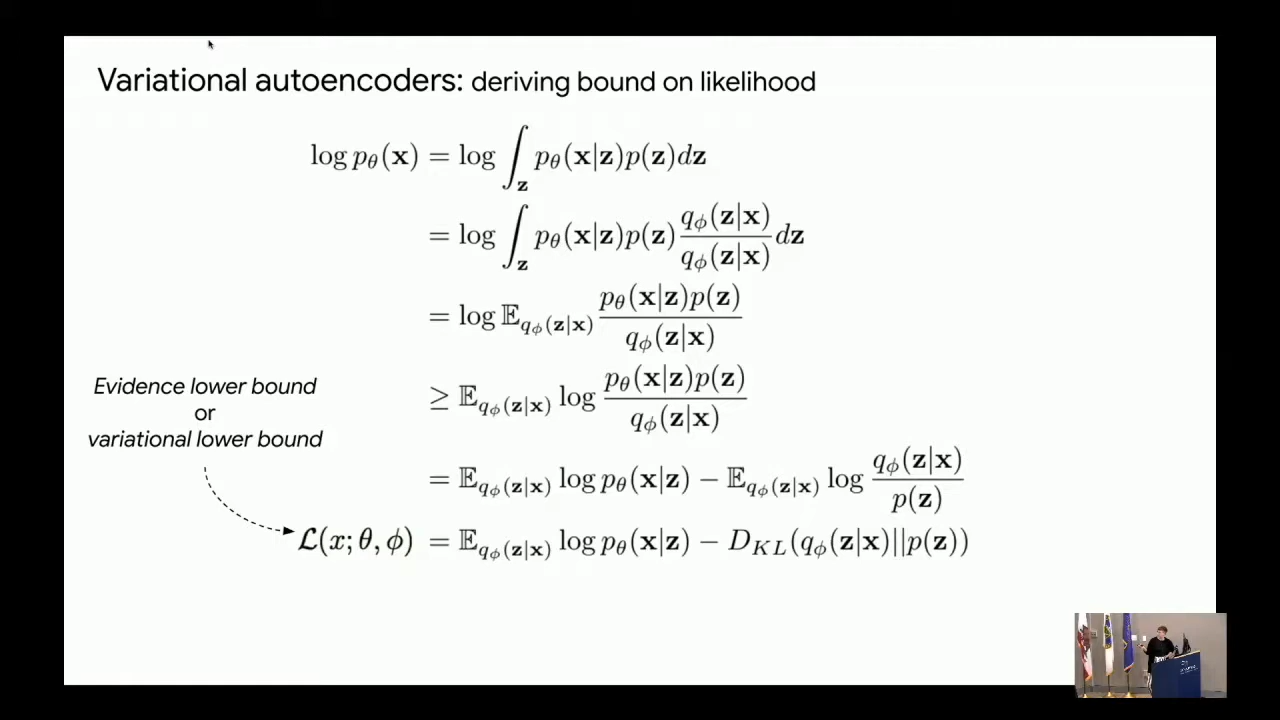 Variational autoencoders: deriving bound on likelihood
log p_θ(𝐱) = log ∫_𝐳 p_θ(𝐱|𝐳)p(𝐳)d𝐳
= log ∫_𝐳 p_θ(𝐱|𝐳)p(𝐳) q_ϕ(𝐳|𝐱)/q_ϕ(𝐳|𝐱) d𝐳
= log 𝔼_{q_ϕ(𝐳|𝐱)} p_θ(𝐱|𝐳)p(𝐳)/q_ϕ(𝐳|𝐱)
≥ 𝔼_{q_ϕ(𝐳|𝐱)} log p_θ(𝐱|𝐳)p(𝐳)/q_ϕ(𝐳|𝐱)
Evidence lower bound
or
variational lower bound
= 𝔼_{q_ϕ(𝐳|𝐱)} log p_θ(𝐱|𝐳) − 𝔼_{q_ϕ(𝐳|𝐱)} log q_ϕ(𝐳|𝐱)/p(𝐳)
ℒ(x; θ, ϕ) = 𝔼_{q_ϕ(𝐳|𝐱)} log p_θ(𝐱|𝐳) − D_{KL}(q_ϕ(𝐳|𝐱)||p(𝐳))